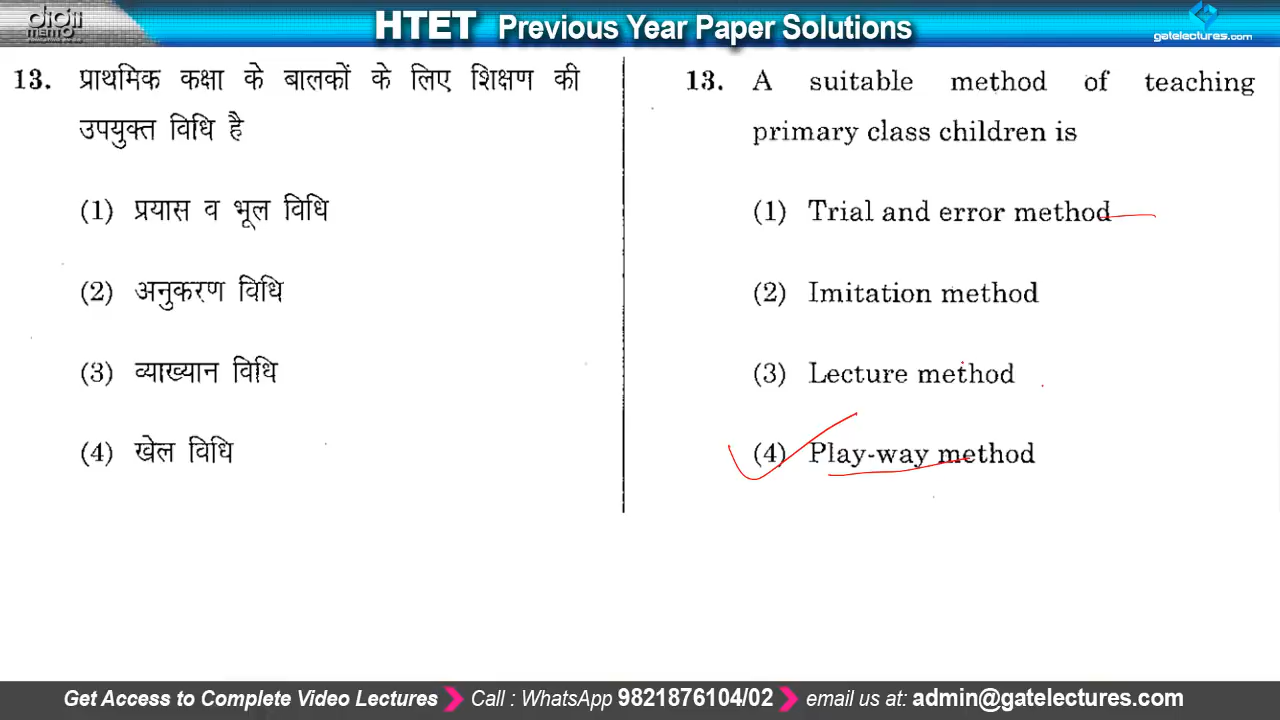 digii
MENTO
HTET Previous Year Paper Solutions
gatelectures.com
13. प्राथमिक कक्षा के बालकों के लिए शिक्षण की
उपयुक्त विधि है
(1) प्रयास व भूल विधि
(2) अनुकरण विधि
(3) व्याख्यान विधि
(4) खेल विधि
13. A suitable method of teaching
primary class children is
(1) Trial and error method
(2) Imitation method
(3) Lecture method
(4) Play-way method
Get Access to Complete Video Lectures Call : WhatsApp 9821876104/02 email us at: admin@gatelectures.com